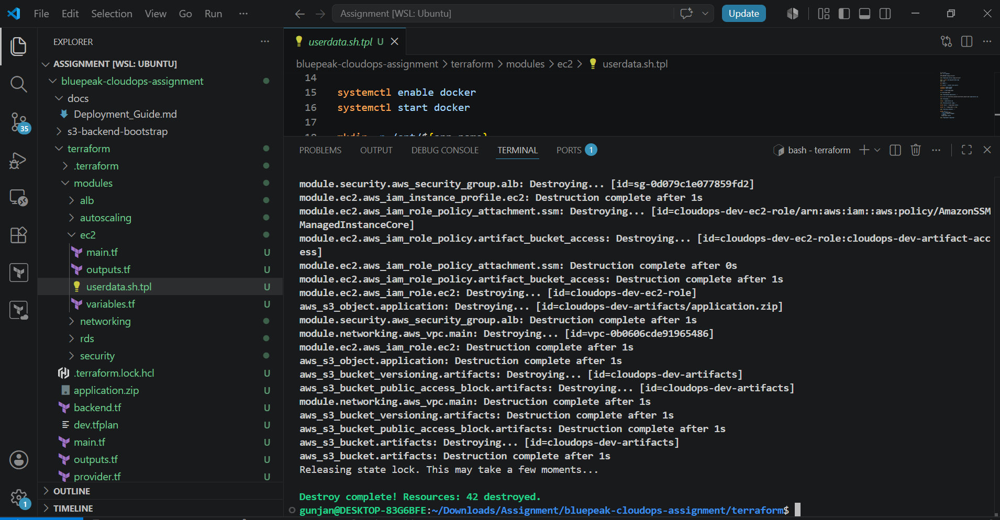 File Edit Selection View Go Run ...
Assignment [WSL: Ubuntu]
Update
EXPLORER
ASSIGNMENT [WSL: UBUNTU]
bluepeak-cloudops-assignment
docs
Deployment_Guide.md
s3-backend-bootstrap
terraform
.terraform
modules
alb
autoscaling
ec2
main.tf U
outputs.tf U
userdata.sh.tpl U
variables.tf U
networking
rds
security
.terraform.lock.hcl U
application.zip U
backend.tf U
dev.tfplan U
main.tf U
outputs.tf U
provider.tf U
OUTLINE
TIMELINE
35
1
userdata.sh.tpl U
bluepeak-cloudops-assignment > terraform > modules > ec2 > userdata.sh.tpl
14
15 systemctl enable docker
16 systemctl start docker
17
PROBLEMS OUTPUT DEBUG CONSOLE TERMINAL PORTS 1
bash - terraform
module.security.aws_security_group.alb: Destroying... [id=sg-0d079c1e077859fd2]
module.ec2.aws_iam_instance_profile.ec2: Destruction complete after 1s
module.ec2.aws_iam_role_policy_attachment.ssm: Destroying... [id=cloudops-dev-ec2-role/arn:aws:iam::aws:policy/AmazonSSM
ManagedInstanceCore]
module.ec2.aws_iam_role_policy.artifact_bucket_access: Destroying... [id=cloudops-dev-ec2-role:cloudops-dev-artifact-acc
ess]
module.ec2.aws_iam_role_policy_attachment.ssm: Destruction complete after 0s
module.ec2.aws_iam_role_policy.artifact_bucket_access: Destruction complete after 1s
module.ec2.aws_iam_role.ec2: Destroying... [id=cloudops-dev-ec2-role]
aws_s3_object.application: Destroying... [id=cloudops-dev-artifacts/application.zip]
module.security.aws_security_group.alb: Destruction complete after 1s
module.networking.aws_vpc.main: Destroying... [id=vpc-0b0606cde91965486]
module.ec2.aws_iam_role.ec2: Destruction complete after 1s
aws_s3_object.application: Destruction complete after 1s
aws_s3_bucket_versioning.artifacts: Destroying... [id=cloudops-dev-artifacts]
aws_s3_bucket_public_access_block.artifacts: Destroying... [id=cloudops-dev-artifacts]
module.networking.aws_vpc.main: Destruction complete after 1s
aws_s3_bucket_versioning.artifacts: Destruction complete after 1s
aws_s3_bucket_public_access_block.artifacts: Destruction complete after 1s
aws_s3_bucket.artifacts: Destroying... [id=cloudops-dev-artifacts]
aws_s3_bucket.artifacts: Destruction complete after 1s
Releasing state lock. This may take a few moments...
Destroy complete! Resources: 42 destroyed.
gunjan@DESKTOP-83G6BFE:~/Downloads/Assignment/bluepeak-cloudops-assignment/terraform$